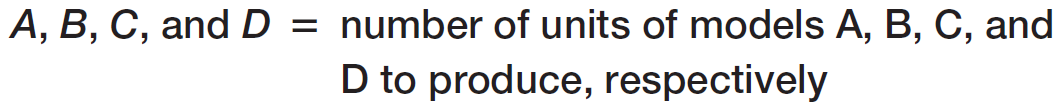 A, B, C, and D = number of units of models A, B, C, and
D to produce, respectively